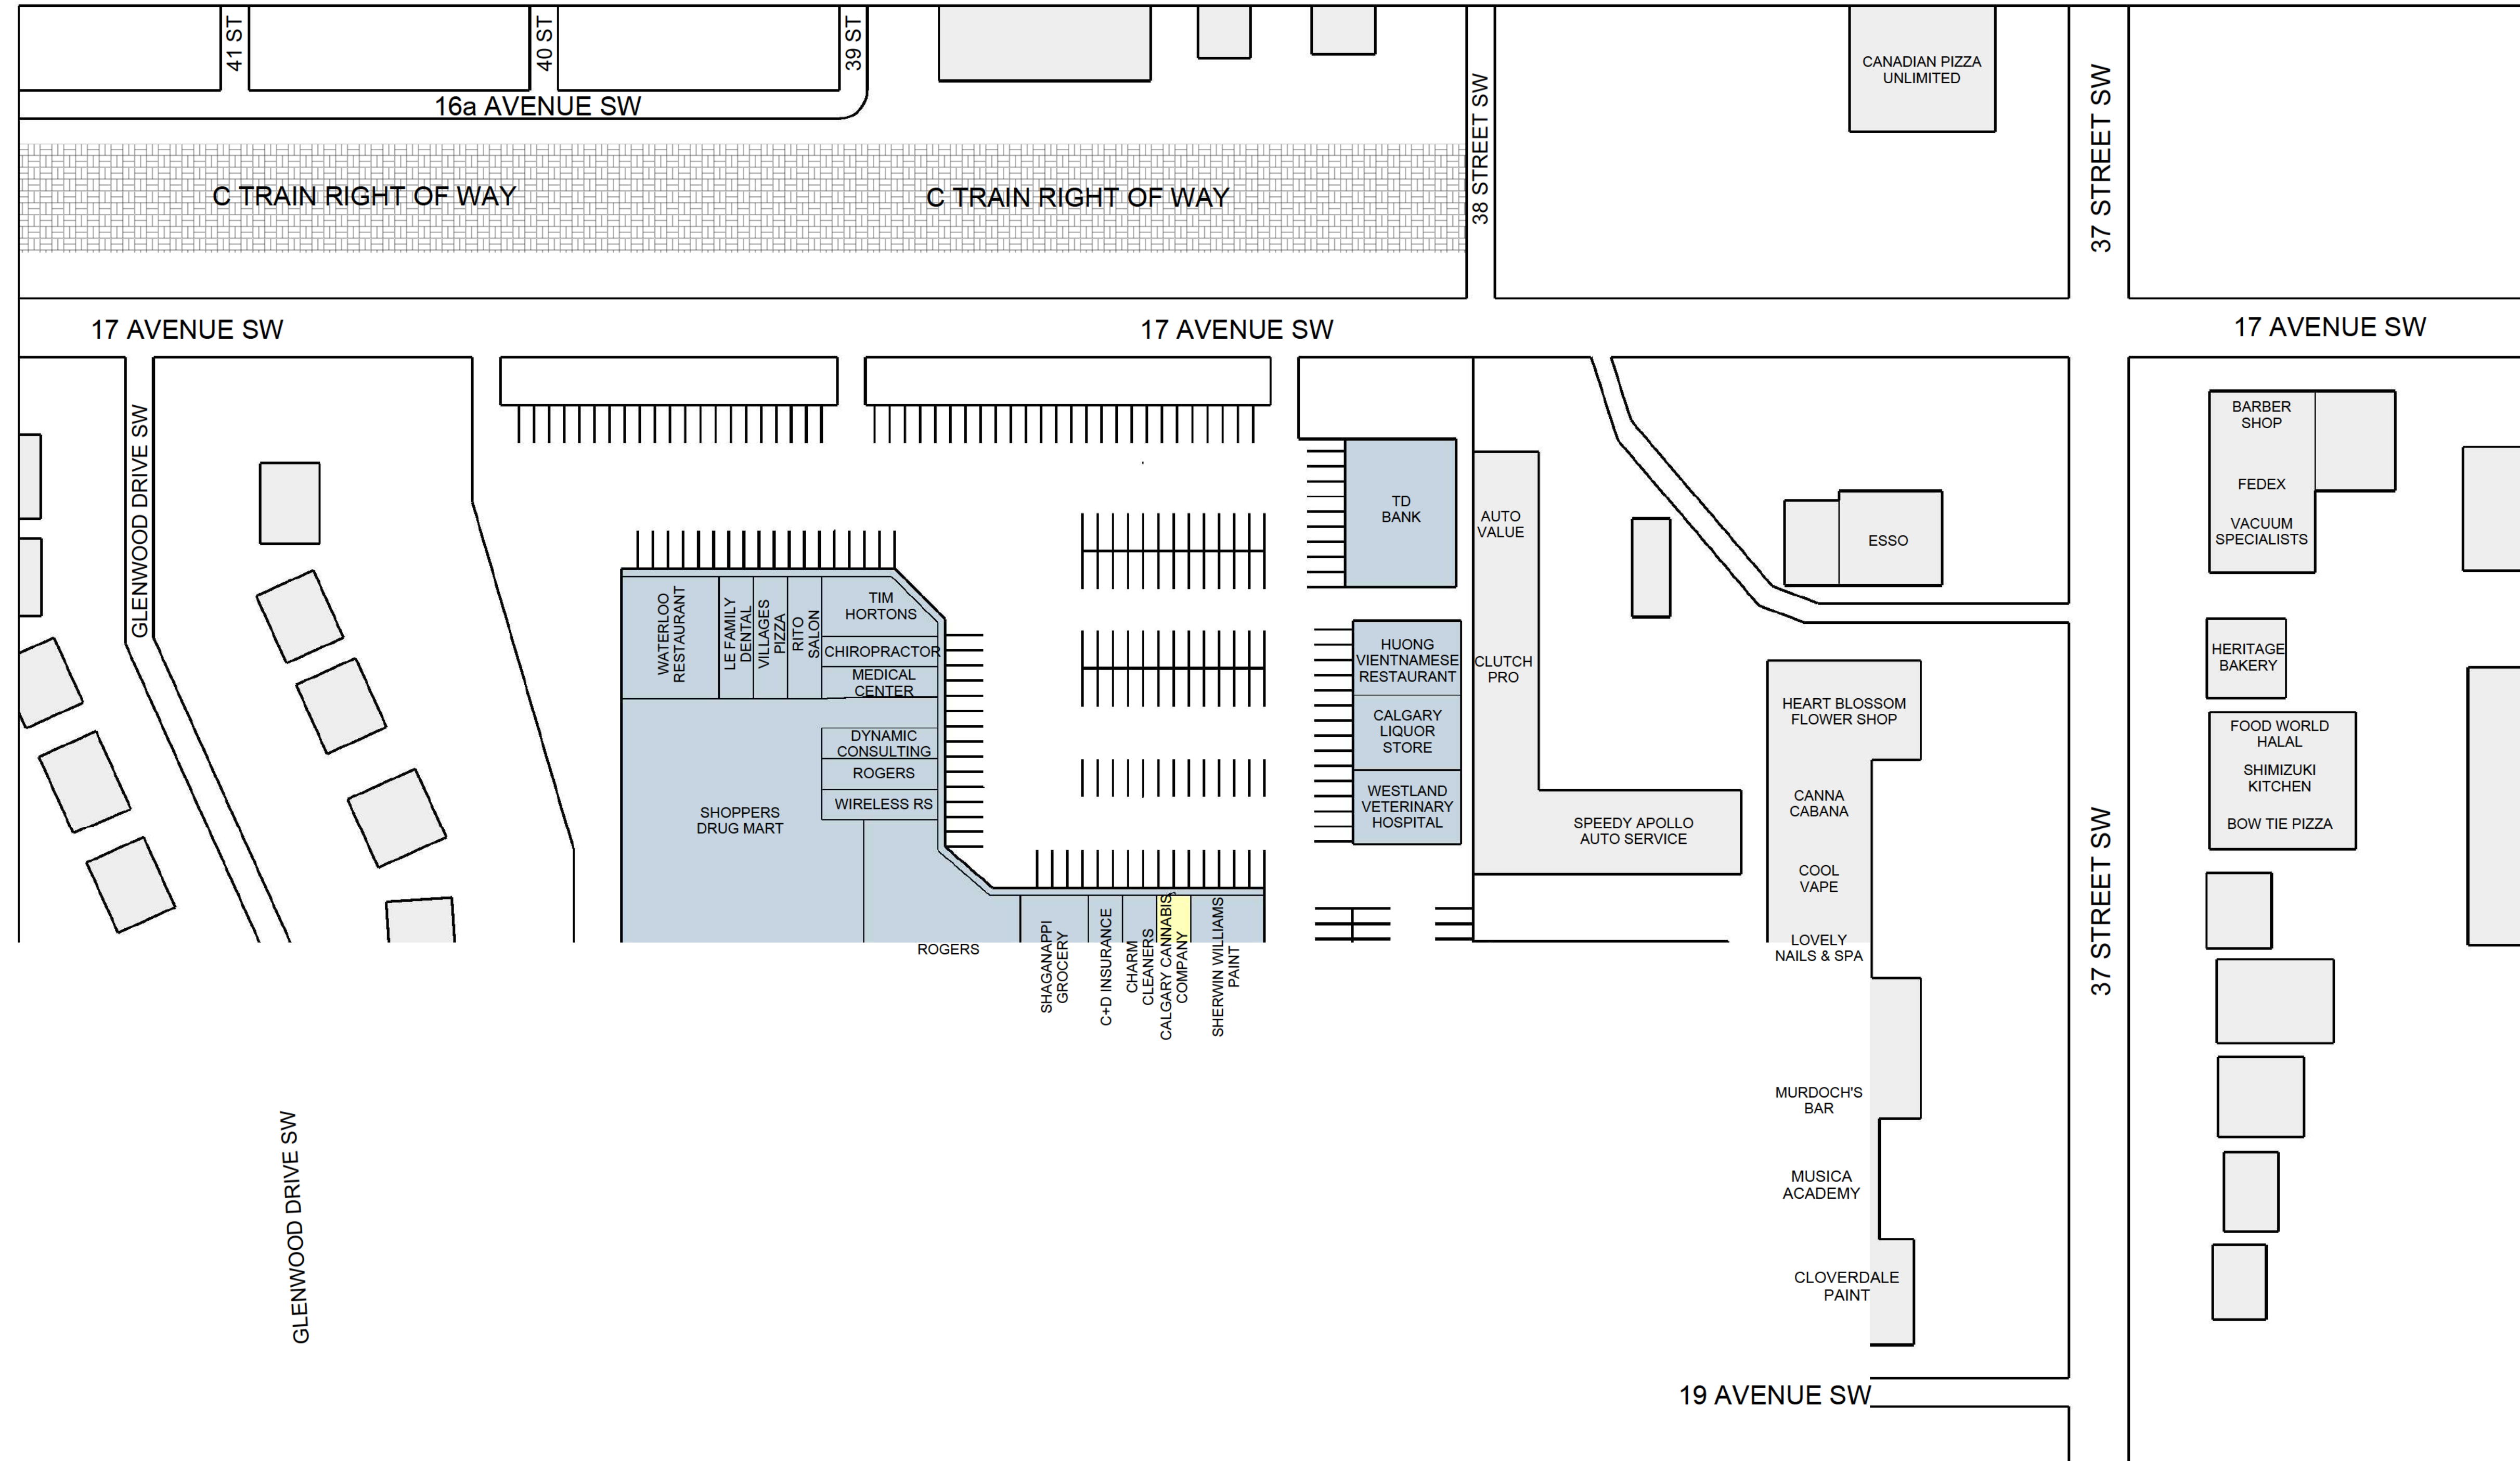 41 ST
40 ST
39 ST
16a AVENUE SW
38 STREET SW
CANADIAN PIZZA
UNLIMITED
37 STREET SW
C TRAIN RIGHT OF WAY
C TRAIN RIGHT OF WAY
17 AVENUE SW
17 AVENUE SW
17 AVENUE SW
GLENWOOD DRIVE SW
TD
BANK
AUTO
VALUE
ESSO
BARBER
SHOP
FEDEX
VACUUM
SPECIALISTS
WATERLOO
RESTAURANT
LE FAMILY
DENTAL
VILLAGES
PIZZA
RITO
SALON
TIM
HORTONS
CHIROPRACTOR
MEDICAL
CENTER
HUONG
VIENTNAMESE
RESTAURANT
CLUTCH
PRO
HERITAGE
BAKERY
HEART BLOSSOM
FLOWER SHOP
CALGARY
LIQUOR
STORE
FOOD WORLD
HALAL
SHIMIZUKI
KITCHEN
BOW TIE PIZZA
DYNAMIC
CONSULTING
ROGERS
WIRELESS RS
SHOPPERS
DRUG MART
WESTLAND
VETERINARY
HOSPITAL
SPEEDY APOLLO
AUTO SERVICE
CANNA
CABANA
COOL
VAPE
LOVELY
NAILS & SPA
37 STREET SW
ROGERS
SHAGANAPPI
GROCERY
C+D INSURANCE
CHARM
CLEANERS
CALGARY CANNABIS
COMPANY
SHERWIN WILLIAMS
PAINT
MURDOCH'S
BAR
MUSICA
ACADEMY
CLOVERDALE
PAINT
GLENWOOD DRIVE SW
19 AVENUE SW